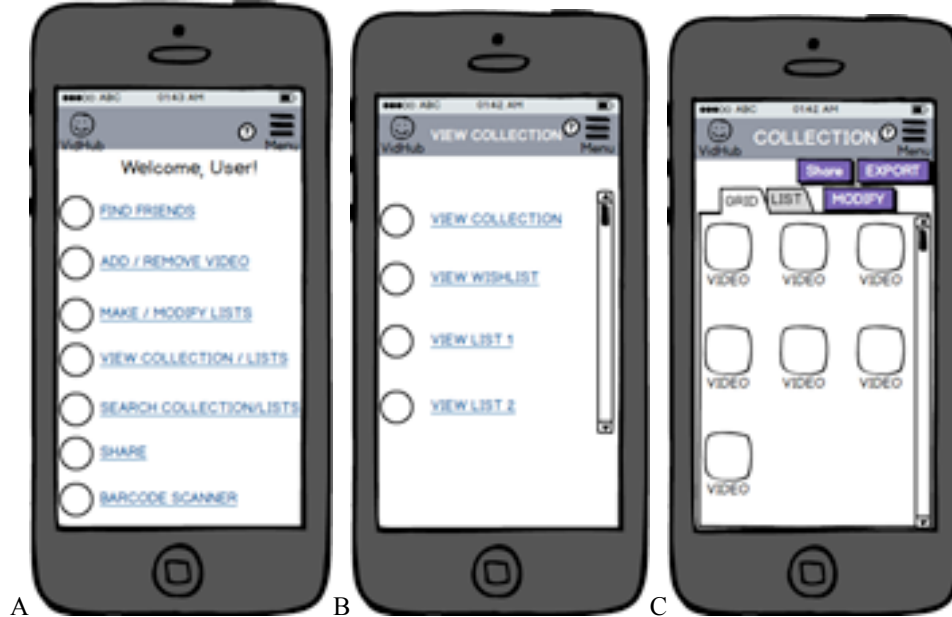 ABC 01:43 AM
VidHub ? Menu
Welcome, User!
FIND FRIENDS
ADD / REMOVE VIDEO
MAKE / MODIFY LISTS
VIEW COLLECTION / LISTS
SEARCH COLLECTION/LISTS
SHARE
BARCODE SCANNER
A
ABC 01:42 AM
VidHub VIEW COLLECTION ? Menu
VIEW COLLECTION
VIEW WISHLIST
VIEW LIST 1
VIEW LIST 2
B
ABC 01:42 AM
VidHub COLLECTION ? Menu
Share EXPORT
GRID LIST MODIFY
VIDEO VIDEO VIDEO
VIDEO VIDEO VIDEO
VIDEO
C